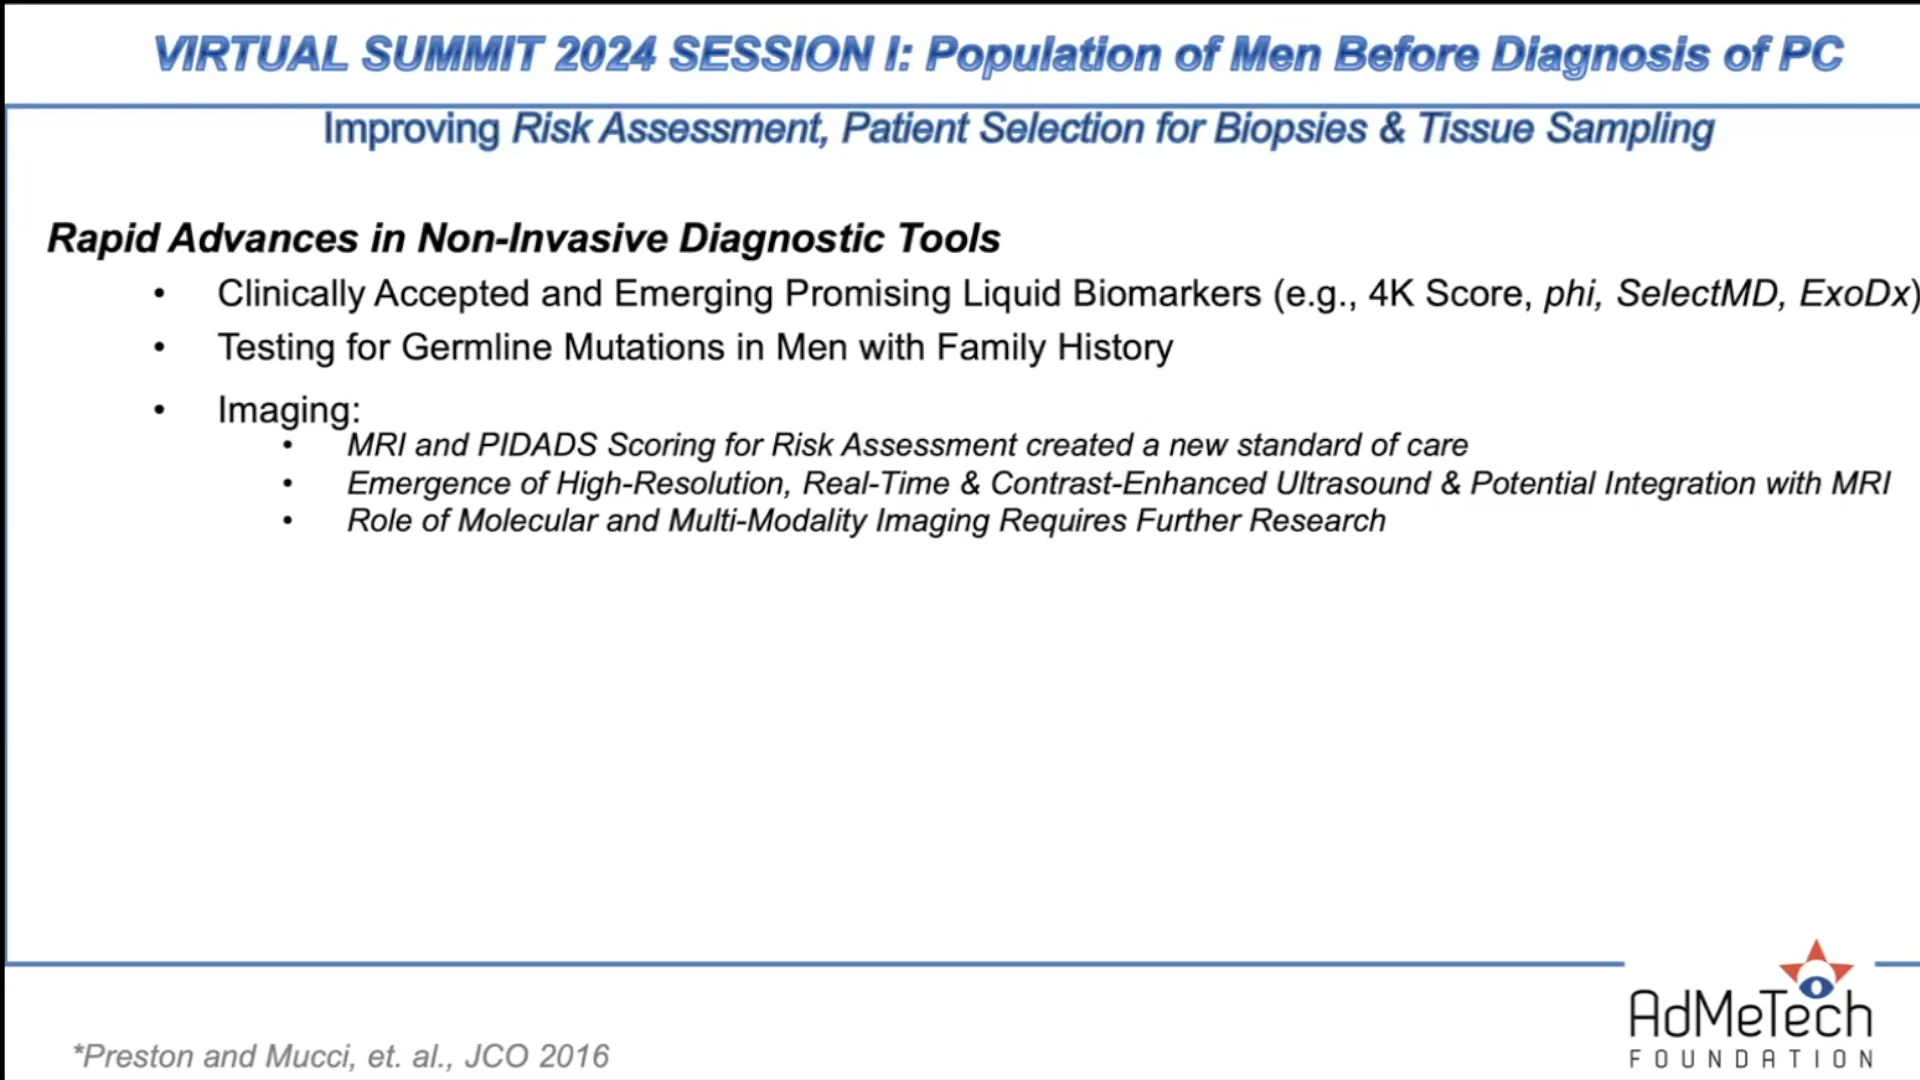 VIRTUAL SUMMIT 2024 SESSION I: Population of Men Before Diagnosis of PC
Improving Risk Assessment, Patient Selection for Biopsies & Tissue Sampling
Rapid Advances in Non-Invasive Diagnostic Tools
• Clinically Accepted and Emerging Promising Liquid Biomarkers (e.g., 4K Score, phi, SelectMD, ExoDx)
• Testing for Germline Mutations in Men with Family History
• Imaging:
• MRI and PIDADS Scoring for Risk Assessment created a new standard of care
• Emergence of High-Resolution, Real-Time & Contrast-Enhanced Ultrasound & Potential Integration with MRI
• Role of Molecular and Multi-Modality Imaging Requires Further Research
AdMeTech
FOUNDATION
*Preston and Mucci, et. al., JCO 2016